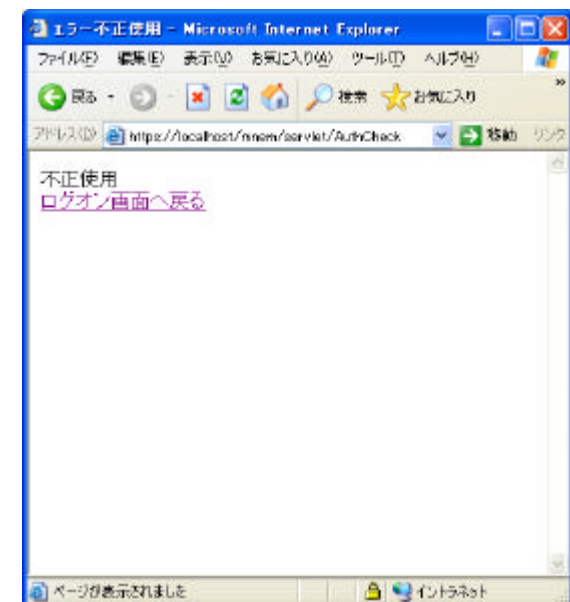 エラー不正使用 - Microsoft Internet Explorer
ファイル(F) 編集(E) 表示(V) お気に入り(A) ツール(T) ヘルプ(H)
戻る 検索 お気に入り
アドレス(D) https://localhost/mnem/servlet/AuthCheck 移動 リンク
不正使用
ログオン画面へ戻る
ページが表示されました イントラネット